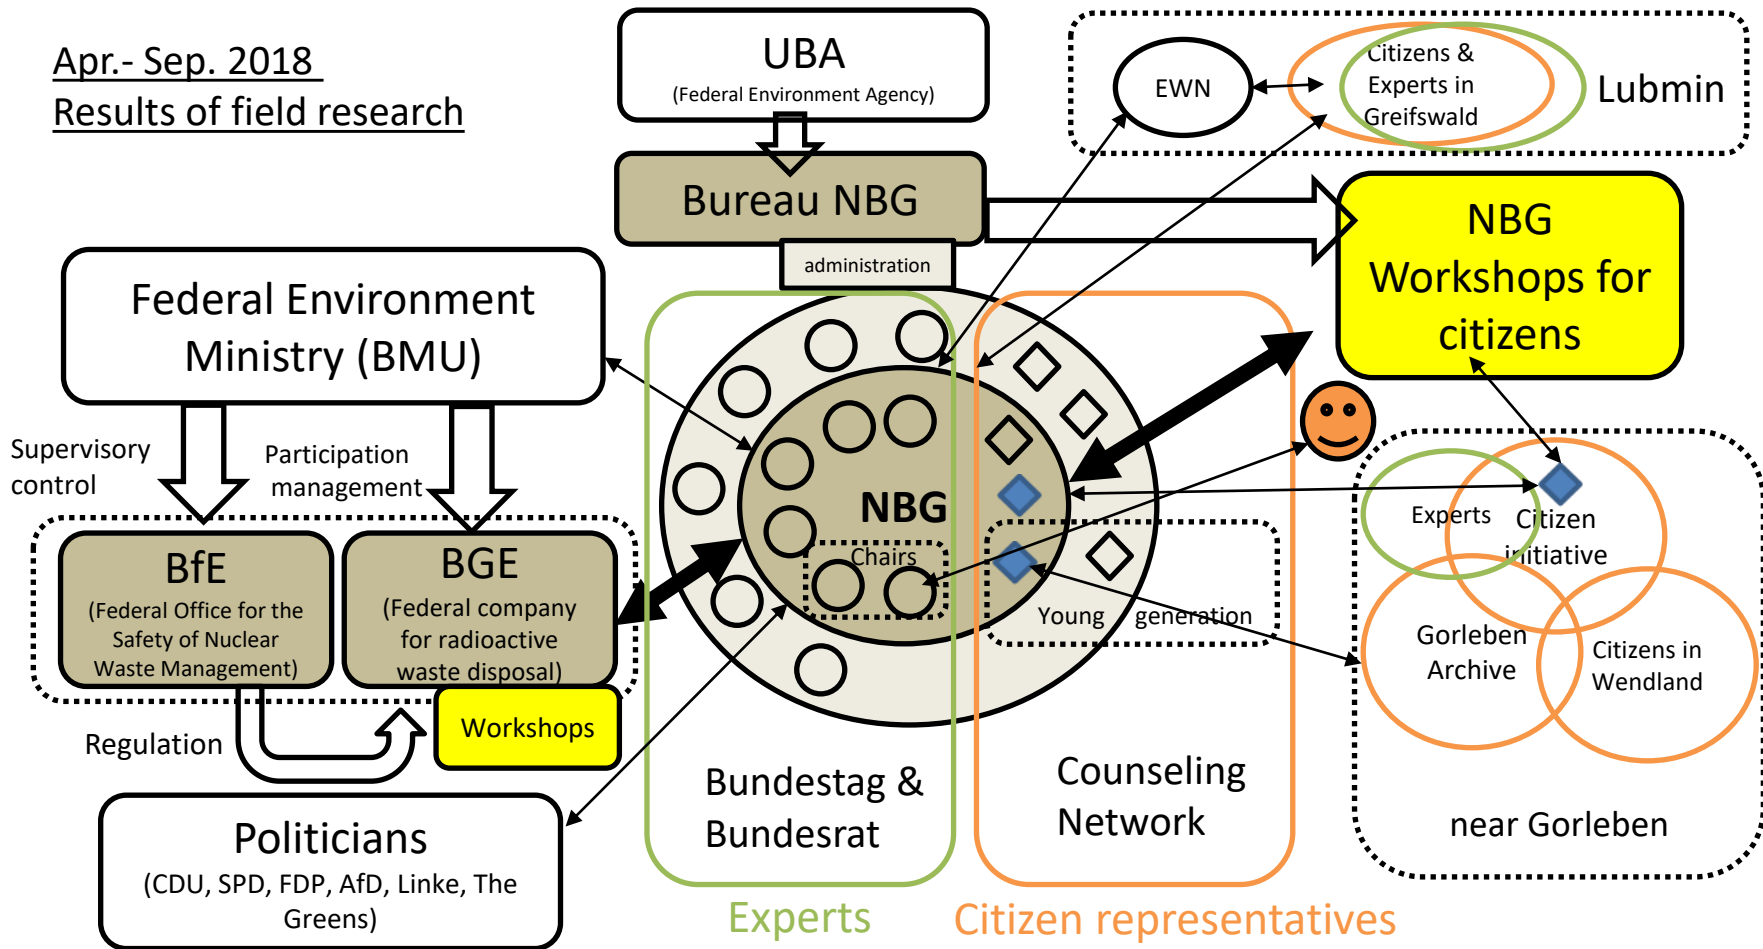 Apr.- Sep. 2018
Results of field research
UBA
(Federal Environment Agency)
Bureau NBG
administration
EWN
Citizens &
Experts in
Greifswald
Lubmin
NBG
Workshops for
citizens
Federal Environment
Ministry (BMU)
Supervisory
control
Participation
management
BfE
(Federal Office for the
Safety of Nuclear
Waste Management)
BGE
(Federal company
for radioactive
waste disposal)
Workshops
Regulation
Politicians
(CDU, SPD, FDP, AfD, Linke, The
Greens)
NBG
Chairs
Young generation
Bundestag &
Bundesrat
Counseling
Network
Experts
Citizen representatives
Experts
Citizen
initiative
Gorleben
Archive
Citizens in
Wendland
near Gorleben